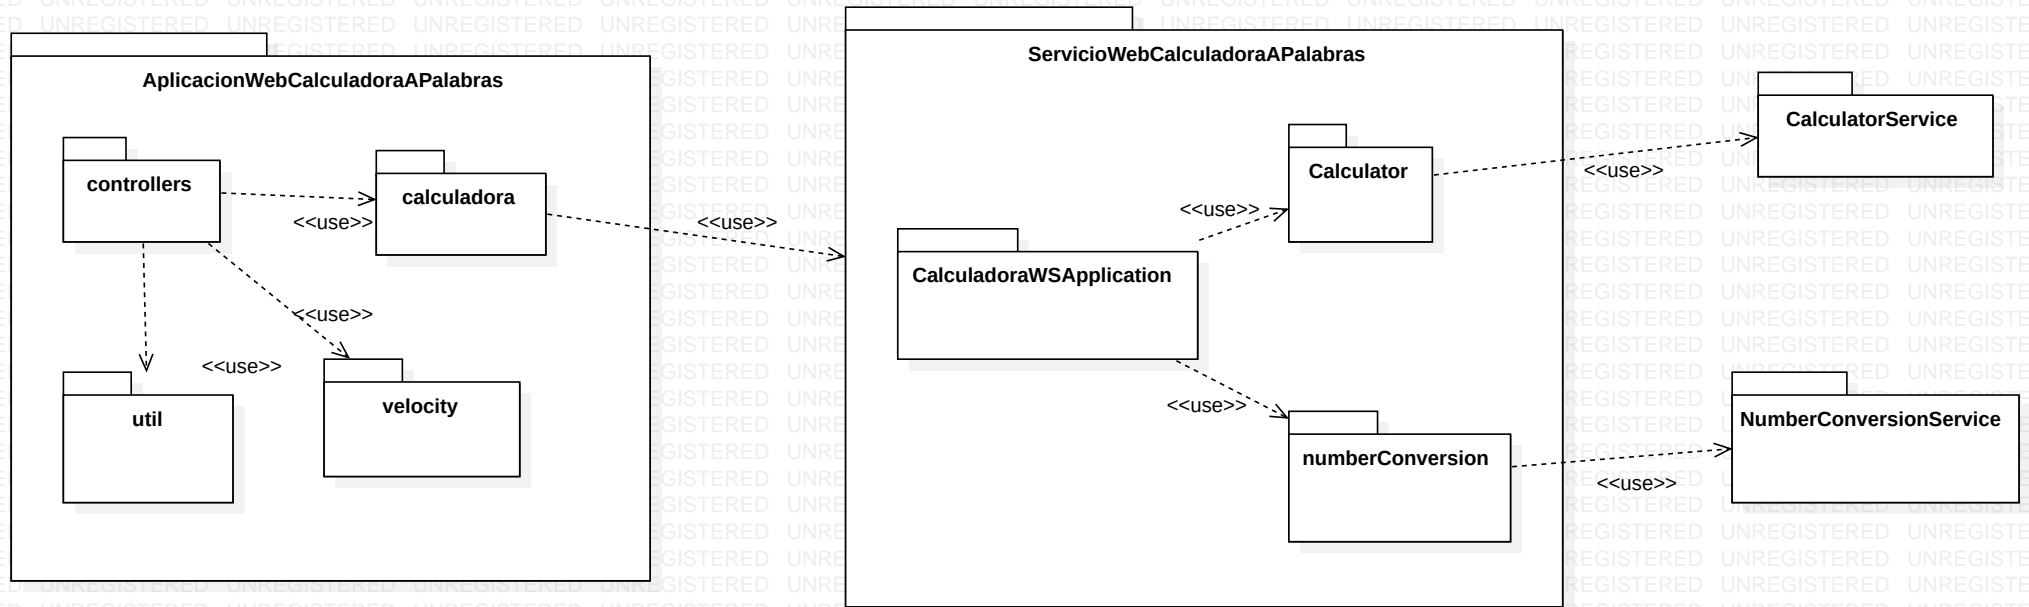 AplicacionWebCalculadoraAPalabras
controllers
<<use>>
calculadora
<<use>>
<<use>>
util
velocity
<<use>>
ServicioWebCalculadoraAPalabras
CalculadoraWSApplication
<<use>>
Calculator
<<use>>
numberConversion
<<use>>
CalculatorService
<<use>>
NumberConversionService
UNREGISTERED